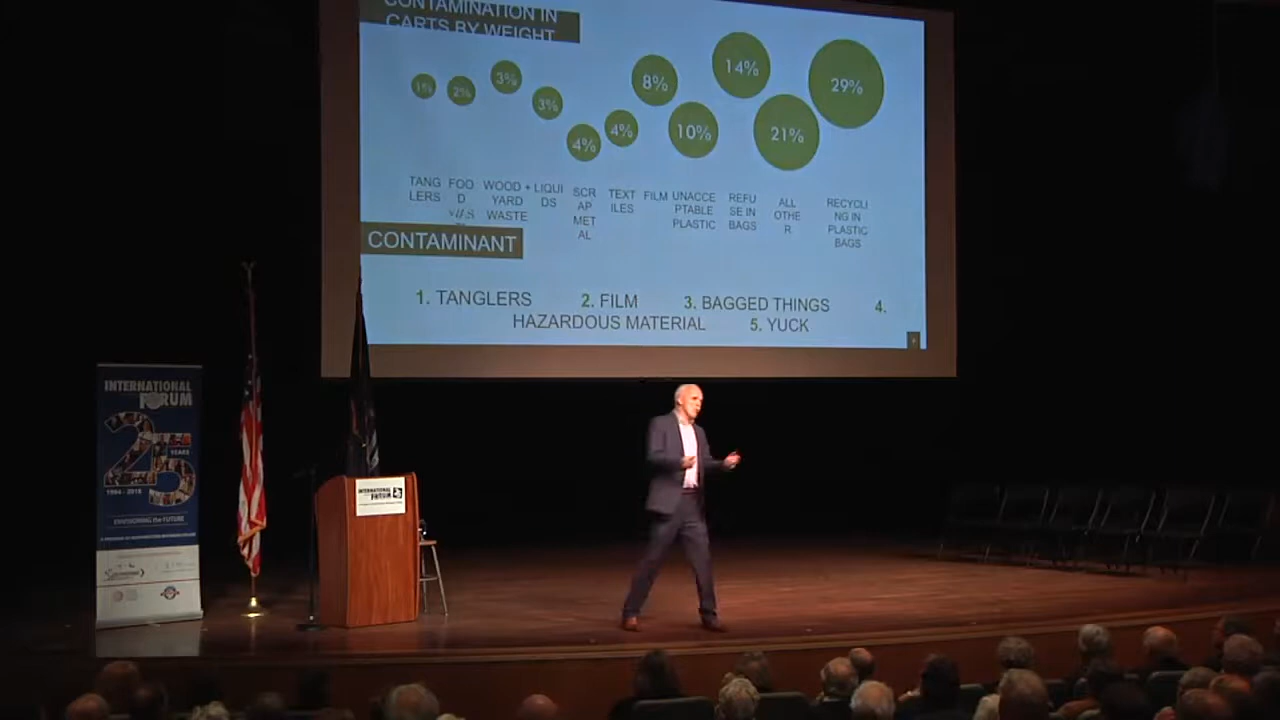 CONTAMINATION IN
CARTS BY WEIGHT
1%
2%
3%
3%
4%
4%
8%
10%
14%
21%
29%
TANG
LERS
FOO
D
WOOD +
YARD
WASTE
LIQUI
DS
SCR
AP
MET
AL
TEXT
ILES
FILM
UNACCE
PTABLE
PLASTIC
REFU
SE IN
BAGS
ALL
OTHE
R
RECYCLI
NG IN
PLASTIC
BAGS
CONTAMINANT
1. TANGLERS 2. FILM 3. BAGGED THINGS 4.
HAZARDOUS MATERIAL 5. YUCK
INTERNATIONAL
FORUM
25
YEARS
1994 - 2018
ENVISIONING the FUTURE
INTERNATIONAL
FORUM 25